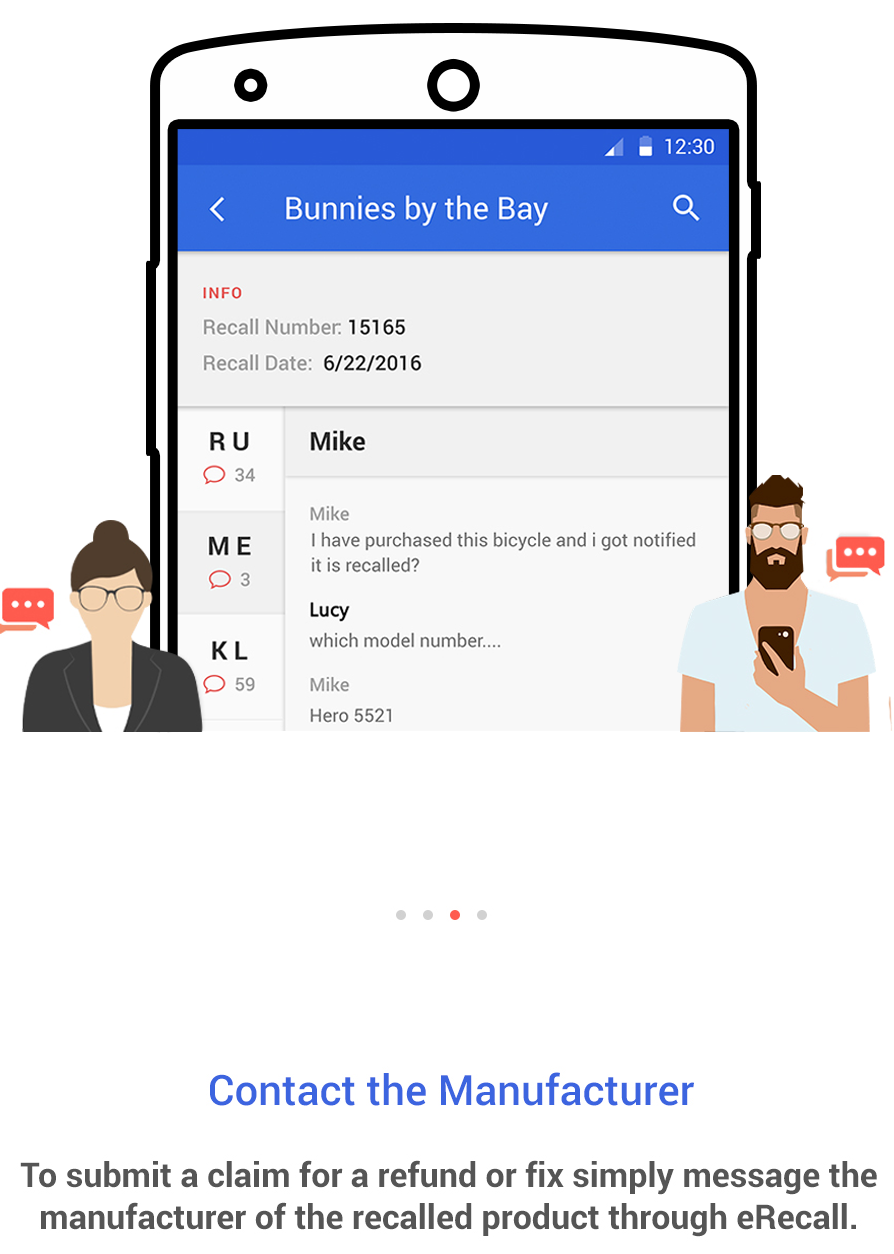 12:30
Bunnies by the Bay
INFO
Recall Number: 15165
Recall Date: 6/22/2016
R U
34
M E
3
K L
59
Mike
Mike
I have purchased this bicycle and i got notified
it is recalled?
Lucy
which model number....
Mike
Hero 5521
Contact the Manufacturer
To submit a claim for a refund or fix simply message the
manufacturer of the recalled product through eRecall.